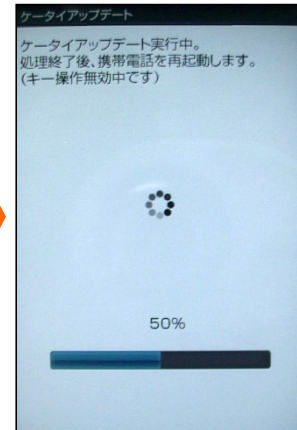 ケータイアップデート
ケータイアップデート実行中。
処理終了後、携帯電話を再起動します。
(キー操作無効中です)
50%